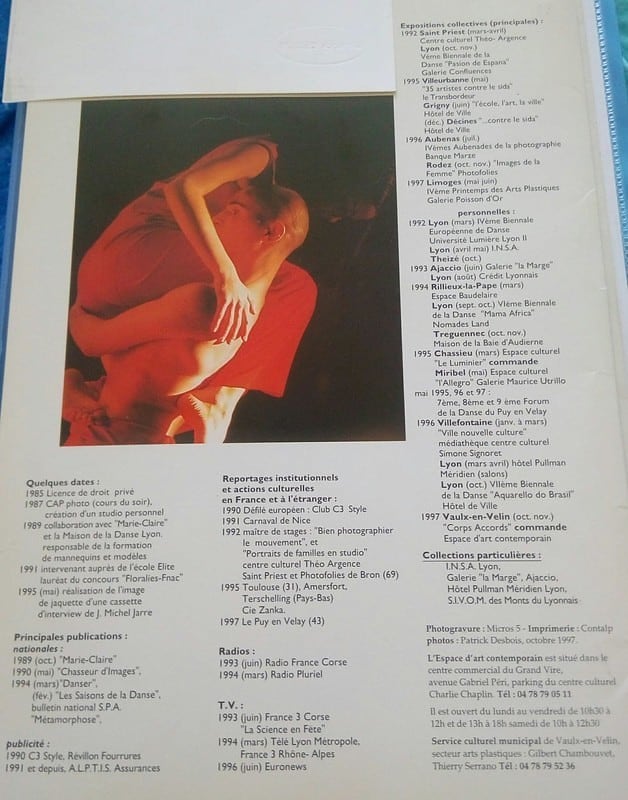 Expositions collectives (principales) :
1992 Saint Priest (mars-avril)
Centre culturel Théo- Argence
Lyon (oct. nov.)
Vème Biennale de la
Danse "Pasion de Espana"
Galerie Confluences
1995 Villeurbanne (mai)
"35 artistes contre le sida"
le Transbordeur
Grigny (juin) "l'école, l'art, la ville"
Hôtel de Ville
(déc.) Décines "...contre le sida"
Hôtel de Ville
1996 Aubenas (juil.)
IVèmes Aubenades de la photographie
Banque Marze
Rodez (oct. nov.) "Images de la
Femme" Photofolies
1997 Limoges (mai juin)
IVème Printemps des Arts Plastiques
Galerie Poisson d'Or
personnelles :
1992 Lyon (mars) IVème Biennale
Européenne de Danse
Université Lumière Lyon II
Lyon (avril mai) I.N.S.A.
Theizé (oct.)
1993 Ajaccio (juin) Galerie "la Marge"
Lyon (août) Crédit Lyonnais
1994 Rillieux-la-Pape (mars)
Espace Baudelaire
Lyon (sept. oct.) VIème Biennale
de la Danse "Mama Africa"
Nomades Land
Treguennec (oct. nov.)
Maison de la Baie d'Audierne
1995 Chassieu (mars) Espace culturel
"Le Luminier" commande
Miribel (mai) Espace culturel
"l'Allegro" Galerie Maurice Utrillo
mai 1995, 96 et 97 :
7ème, 8ème et 9 ème Forum
de la Danse du Puy en Velay
1996 Villefontaine (janv. à mars)
"Ville nouvelle culture"
médiathèque centre culturel
Simone Signoret
Lyon (mars avril) hôtel Pullman
Méridien (salons)
Lyon (oct.) VIIème Biennale
de la Danse "Aquarello do Brasil"
Hôtel de Ville
1997 Vaulx-en-Velin (oct. nov.)
"Corps Accords" commande
Espace d'art contemporain
Collections particulières :
I.N.S.A. Lyon,
Galerie "la Marge", Ajaccio,
Hôtel Pullman Méridien Lyon,
S.I.V.O.M. des Monts du Lyonnais
Quelques dates :
1985 Licence de droit privé
1987 CAP photo (cours du soir),
création d'un studio personnel
1989 collaboration avec "Marie-Claire"
et la Maison de la Danse Lyon,
responsable de la formation
de mannequins et modèles
1991 intervenant auprès de l'école Elite
lauréat du concours "Floralies-Fnac"
1995 (mai) réalisation de l'image
de jaquette d'une cassette
d'interview de J. Michel Jarre
Principales publications :
nationales :
1989 (oct.) "Marie-Claire"
1990 (mai) "Chasseur d'Images",
1994 (mars)"Danser",
(fév.) "Les Saisons de la Danse",
bulletin national S.P.A.
"Métamorphose",
publicité :
1990 C3 Style, Révillon Fourrures
1991 et depuis, A.L.P.T.I.S. Assurances
Reportages institutionnels
et actions culturelles
en France et à l'étranger :
1990 Défilé européen : Club C3 Style
1991 Carnaval de Nice
1992 maître de stages : "Bien photographier
le mouvement", et
"Portraits de familles en studio"
centre culturel Théo Argence
Saint Priest et Photofolies de Bron (69)
1995 Toulouse (31), Amersfort,
Terschelling (Pays-Bas)
Cie Zanka.
1997 Le Puy en Velay (43)
Radios :
1993 (juin) Radio France Corse
1994 (mars) Radio Pluriel
T.V. :
1993 (juin) France 3 Corse
"La Science en Fête"
1994 (mars) Télé Lyon Métropole,
France 3 Rhône- Alpes
1996 (juin) Euronews
Photogravure : Micros 5 - Imprimerie : Contalp
photos : Patrick Desbois, octobre 1997.
L'Espace d'art contemporain est situé dans le
centre commercial du Grand Vire,
avenue Gabriel Péri, parking du centre culturel
Charlie Chaplin. Tél : 04 78 79 05 11
Il est ouvert du lundi au vendredi de 10h30 à
12h et de 13h à 18h samedi de 10h à 12h30
Service culturel municipal de Vaulx-en-Velin,
secteur arts plastiques : Gilbert Chambouvet,
Thierry Serrano Tél : 04 78 79 52 36